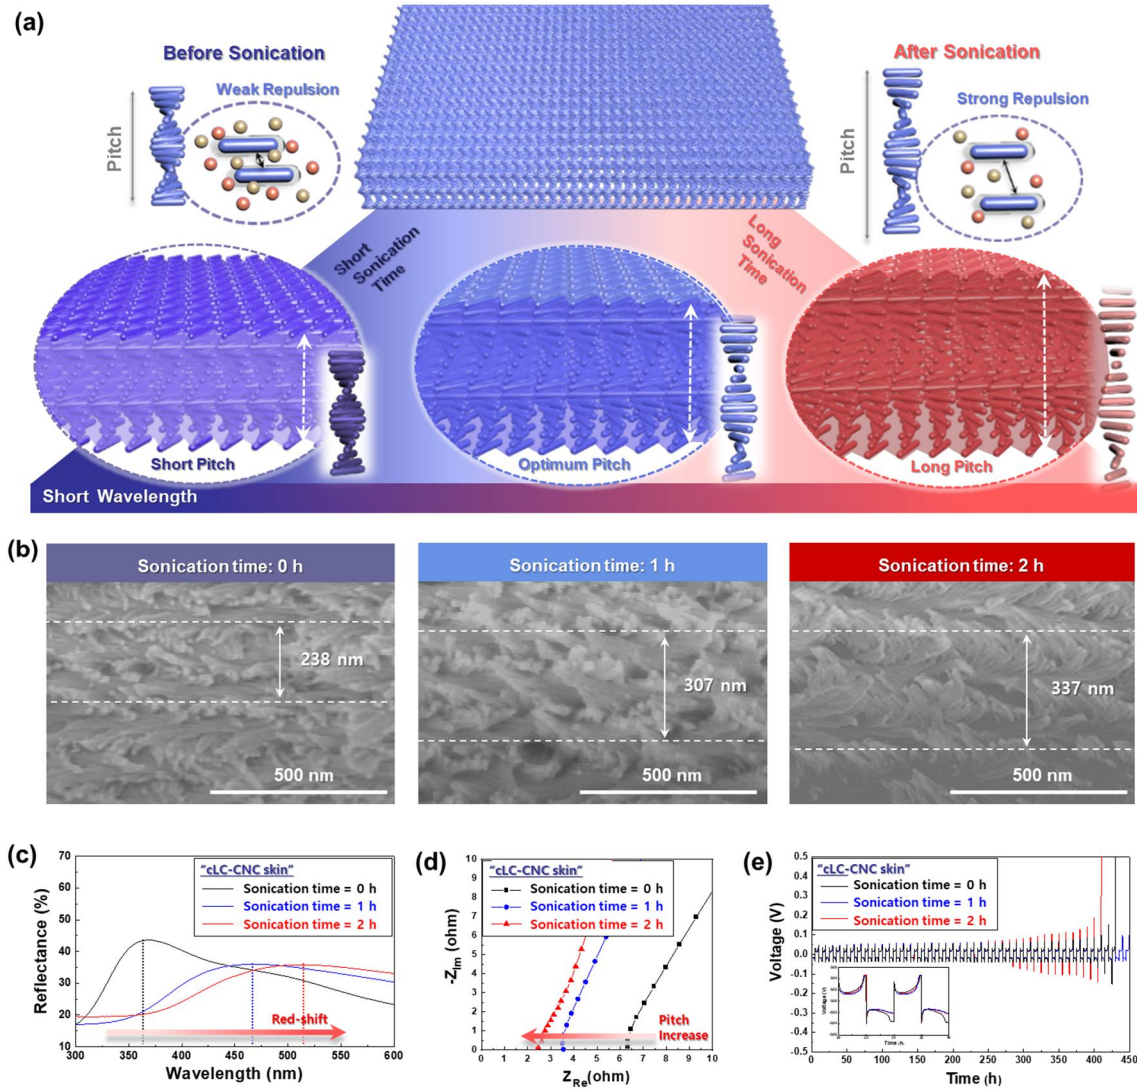 (a)
Before Sonication
After Sonication
Weak Repulsion
Strong Repulsion
Pitch
Pitch
Short
Sonication
Time
Long
Sonication
Time
Short Pitch
Optimum Pitch
Long Pitch
Short Wavelength
(b)
Sonication time: 0 h
Sonication time: 1 h
Sonication time: 2 h
238 nm
307 nm
337 nm
500 nm
500 nm
500 nm
(c)
Reflectance (%)
70
60
50
40
30
20
10
"cLC-CNC skin"
Sonication time = 0 h
Sonication time = 1 h
Sonication time = 2 h
Red-shift
300 350 400 450 500 550 600
Wavelength (nm)
(d)
-ZIm (ohm)
10
9
8
7
6
5
4
3
2
1
0
"cLC-CNC skin"
Sonication time = 0 h
Sonication time = 1 h
Sonication time = 2 h
Pitch
Increase
0 1 2 3 4 5 6 7 8 9 10
ZRe(ohm)
(e)
Voltage (V)
0.5
0.4
0.3
0.2
0.1
0.0
-0.1
-0.2
-0.3
-0.4
-0.5
"cLC-CNC skin"
Sonication time = 0 h
Sonication time = 1 h
Sonication time = 2 h
Voltage (V)
Time (h)
0 50 100 150 200 250 300 350 400 450
Time (h)